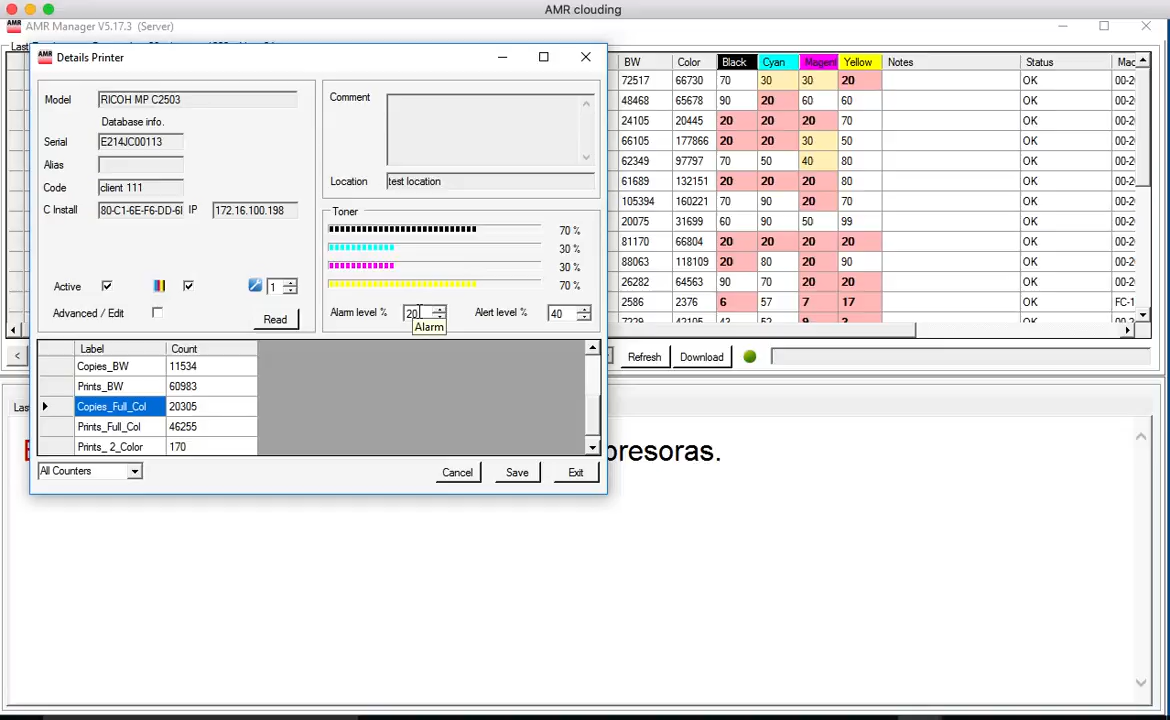 AMR clouding
AMR Manager V5.17.3 (Server)
AMR Details Printer
Model RICOH MP C2503
Database info.
Serial E214JC00113
Alias
Code client 111
C Install 80-C1-6E-F6-DD-6 IP 172.16.100.198
Active 1
Advanced / Edit
Read
Comment
Location test location
Toner
70 %
30 %
30 %
70 %
Alarm level % 20 Alert level % 40
Alarm
Label Count
Copies_BW 11534
Prints_BW 60983
Copies_Full_Col 20305
Prints_Full_Col 46255
Prints_ 2_Color 170
All Counters Cancel Save Exit
BW Color Black Cyan Magent Yellow Notes Status Mac
72517 66730 70 30 30 20 OK 00-2
48468 65678 90 20 60 60 OK 00-2
24105 20445 20 20 20 70 OK 00-2
66105 177866 20 20 30 50 OK 00-2
62349 97797 70 50 40 80 OK 00-2
61689 132151 20 20 20 80 OK 00-2
105394 160221 70 90 20 70 OK 00-2
20075 31699 60 90 50 99 OK 00-2
81170 66804 20 20 20 20 OK 00-2
88063 118109 20 80 20 90 OK 00-2
26282 64563 90 70 20 20 OK 00-2
2586 2376 6 57 7 17 OK FC-1
< Refresh Download
Las
presoras.